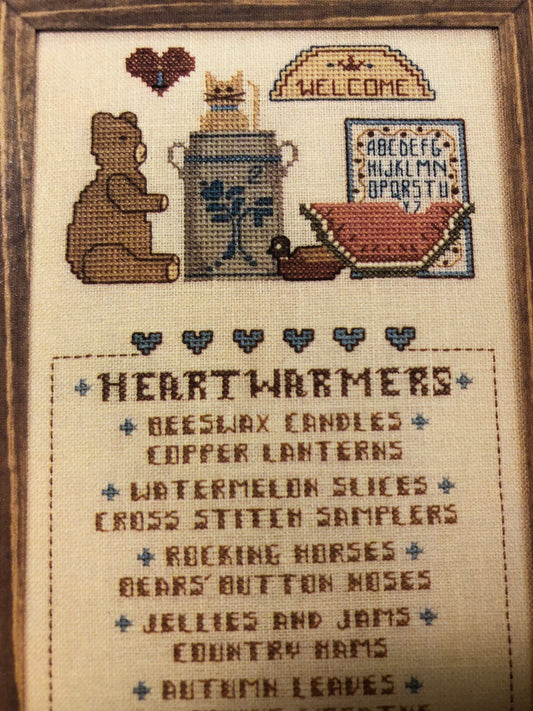 WELCOME
ABCDEFG
HIJKLMN
OPQRSTU
HEARTWARMERS
BEESWAX CANDLES
COPPER LANTERNS
WATERMELON SLICES
CROSS STITCH SAMPLERS
ROCKING HORSES
BEARS' BUTTON NOSES
JELLIES AND JAMS
COUNTRY HAMS
AUTUMN LEAVES